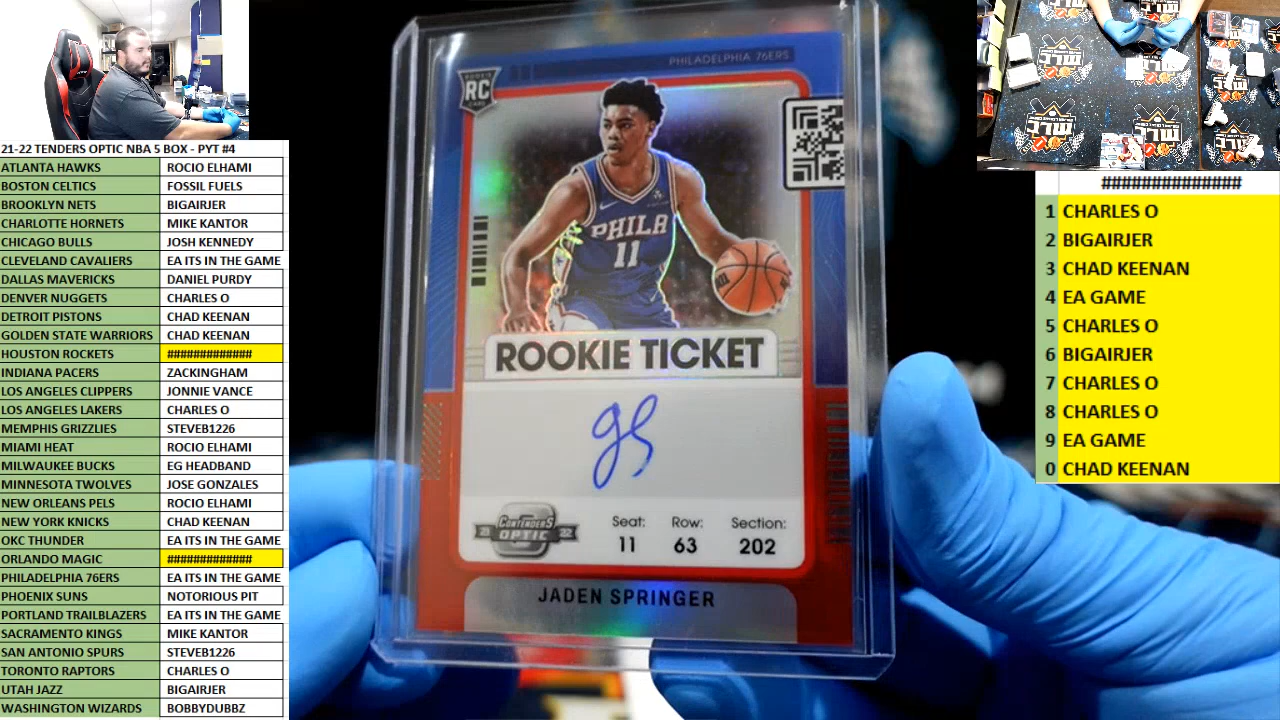 21-22 TENDERS OPTIC NBA 5 BOX - PYT #4
ATLANTA HAWKS ROCIO ELHAMI
BOSTON CELTICS FOSSIL FUELS
BROOKLYN NETS BIGAIRJER
CHARLOTTE HORNETS MIKE KANTOR
CHICAGO BULLS JOSH KENNEDY
CLEVELAND CAVALIERS EA ITS IN THE GAME
DALLAS MAVERICKS DANIEL PURDY
DENVER NUGGETS CHARLES O
DETROIT PISTONS CHAD KEENAN
GOLDEN STATE WARRIORS CHAD KEENAN
HOUSTON ROCKETS #############
INDIANA PACERS ZACKINGHAM
LOS ANGELES CLIPPERS JONNIE VANCE
LOS ANGELES LAKERS CHARLES O
MEMPHIS GRIZZLIES STEVEB1226
MIAMI HEAT ROCIO ELHAMI
MILWAUKEE BUCKS EG HEADBAND
MINNESOTA TWOLVES JOSE GONZALES
NEW ORLEANS PELS ROCIO ELHAMI
NEW YORK KNICKS CHAD KEENAN
OKC THUNDER EA ITS IN THE GAME
ORLANDO MAGIC #############
PHILADELPHIA 76ERS EA ITS IN THE GAME
PHOENIX SUNS NOTORIOUS PIT
PORTLAND TRAILBLAZERS EA ITS IN THE GAME
SACRAMENTO KINGS MIKE KANTOR
SAN ANTONIO SPURS STEVEB1226
TORONTO RAPTORS CHARLES O
UTAH JAZZ BIGAIRJER
WASHINGTON WIZARDS BOBBYDUBBZ
PHILADELPHIA 76ERS
RC
PHILA
11
ROOKIE TICKET
JS
21 CONTENDERS 22
OPTIC
Seat: Row: Section:
11 63 202
JADEN SPRINGER
##############
1 CHARLES O
2 BIGAIRJER
3 CHAD KEENAN
4 EA GAME
5 CHARLES O
6 BIGAIRJER
7 CHARLES O
8 CHARLES O
9 EA GAME
0 CHAD KEENAN